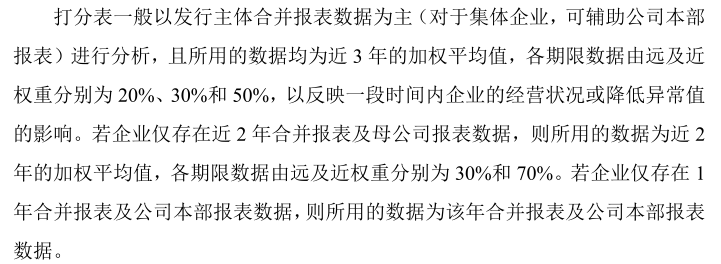 打分表一般以发行主体合并报表数据为主（对于集体企业，可辅助公司本部
报表）进行分析，且所用的数据均为近 3 年的加权平均值，各期限数据由远及近
权重分别为 20%、30%和 50%，以反映一段时间内企业的经营状况或降低异常值
的影响。若企业仅存在近 2 年合并报表及母公司报表数据，则所用的数据为近 2
年的加权平均值，各期限数据由远及近权重分别为 30%和 70%。若企业仅存在 1
年合并报表及公司本部报表数据，则所用的数据为该年合并报表及公司本部报表
数据。